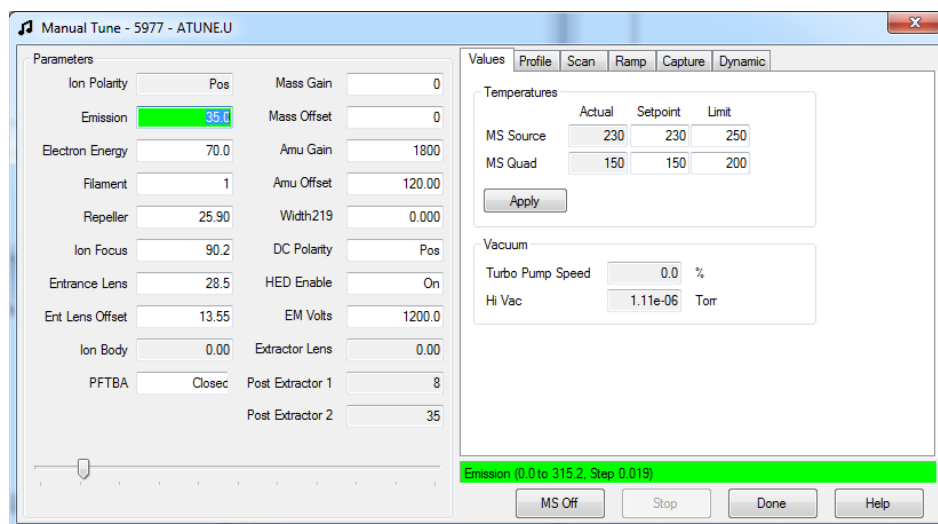 Manual Tune - 5977 - ATUNE.U
Parameters
Ion Polarity Pos Mass Gain 0
Emission 35.0 Mass Offset 0
Electron Energy 70.0 Amu Gain 1800
Filament 1 Amu Offset 120.00
Repeller 25.90 Width219 0.000
Ion Focus 90.2 DC Polarity Pos
Entrance Lens 28.5 HED Enable On
Ent Lens Offset 13.55 EM Volts 1200.0
Ion Body 0.00 Extractor Lens 0.00
PFTBA Closed Post Extractor 1 8
Post Extractor 2 35
Values Profile Scan Ramp Capture Dynamic
Temperatures
Actual Setpoint Limit
MS Source 230 230 250
MS Quad 150 150 200
Apply
Vacuum
Turbo Pump Speed 0.0 %
Hi Vac 1.11e-06 Torr
Emission (0.0 to 315.2, Step 0.019)
MS Off Stop Done Help